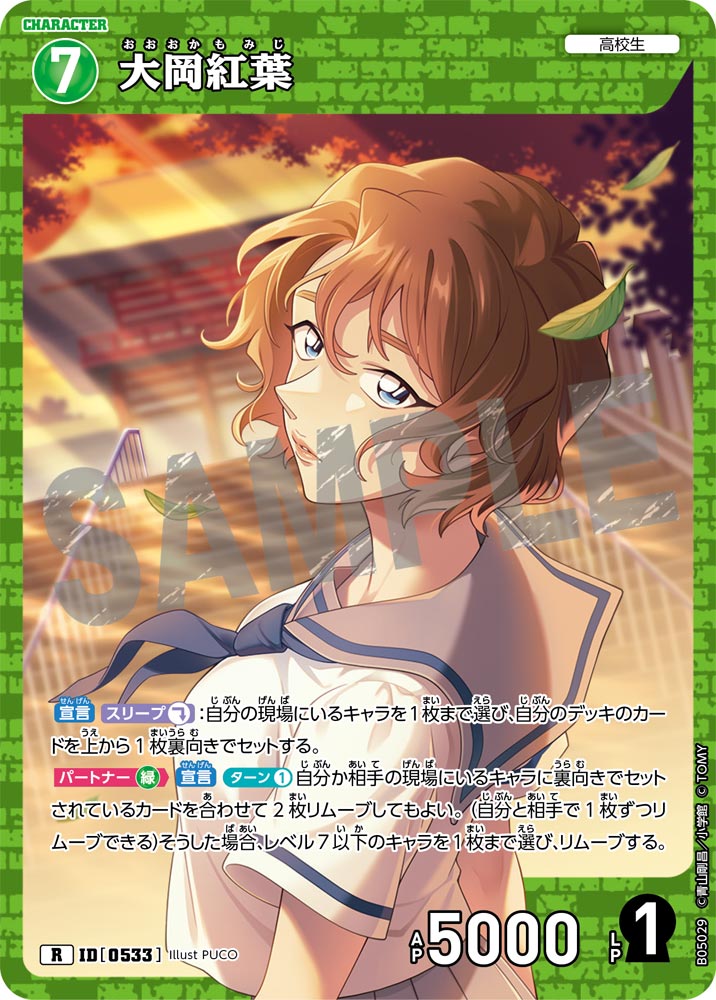 CHARACTER
7
おおおかもみじ
大岡紅葉
高校生
SAMPLE
宣言 スリープ :自分の現場にいるキャラを1枚まで選び、自分のデッキのカー
ドを上から1枚裏向きでセットする。
パートナー 緑 宣言 ターン① 自分か相手の現場にいるキャラに裏向きでセット
されているカードを合わせて2枚リムーブしてもよい。(自分と相手で1枚ずつリ
ムーブできる)そうした場合、レベル7以下のキャラを1枚まで選び、リムーブする。
AP 5000 LP 1
R ID[0533] Illust PUCO
B05029 ©青山剛昌/小学館 © TOMY